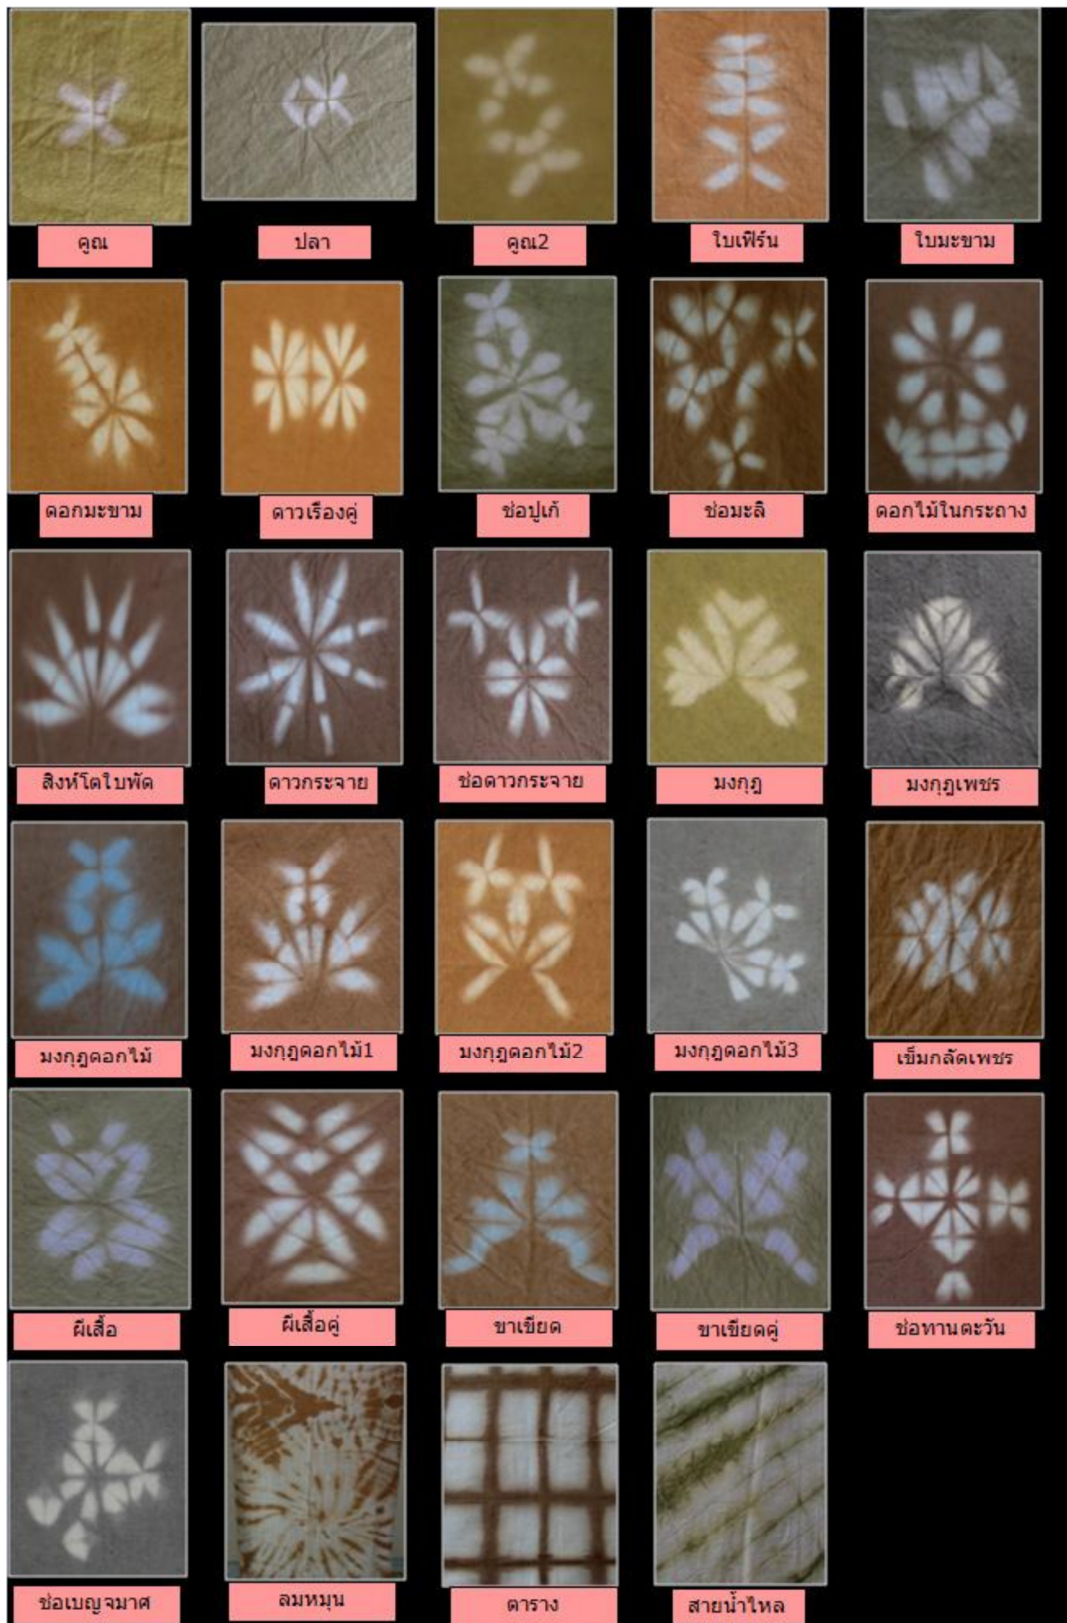 คูณ
ปลา
คูณ2
ใบเฟิร์น
ใบมะขาม
ดอกมะขาม
ดาวเรืองคู่
ช่อปูเก้
ช่อมะลิ
ดอกไม้ในกระถาง
สิงห์โตใบพัด
ดาวกระจาย
ช่อดาวกระจาย
มงกุฎ
มงกุฎเพชร
มงกุฎดอกไม้
มงกุฎดอกไม้1
มงกุฎดอกไม้2
มงกุฎดอกไม้3
เข็มกลัดเพชร
ผีเสื้อ
ผีเสื้อคู่
ขาเขียด
ขาเขียดคู่
ช่อทานตะวัน
ช่อเบญจมาศ
ลมหมุน
ตาราง
สายน้ำไหล